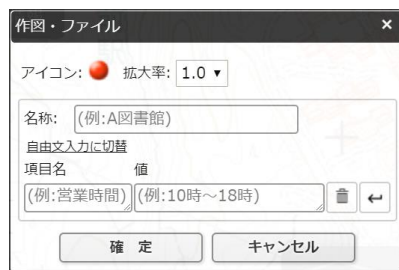 作図・ファイル ×
アイコン: 拡大率: 1.0 ▼
名称: (例:A図書館)
自由文入力に切替
項目名 値
(例:営業時間) (例:10時～18時)
確 定 キャンセル